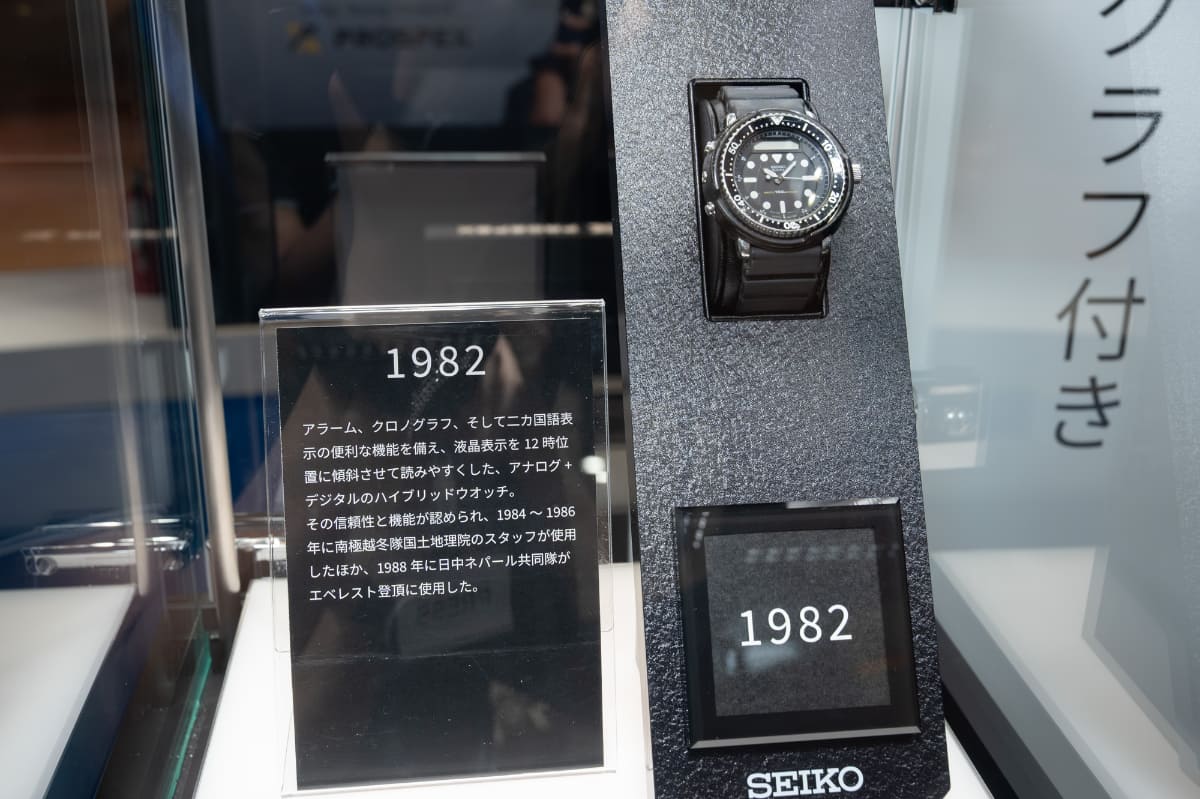 PROSPEX
1982
アラーム、クロノグラフ、そして二カ国語表
示の便利な機能を備え、液晶表示を 12 時位
置に傾斜させて読みやすくした、アナログ +
デジタルのハイブリッドウオッチ。
その信頼性と機能が認められ、1984 ～ 1986
年に南極越冬隊国土地理院のスタッフが使用
したほか、1988 年に日中ネパール共同隊が
エベレスト登頂に使用した。
50
10
20
40
1982
SEIKO
グラフ付き